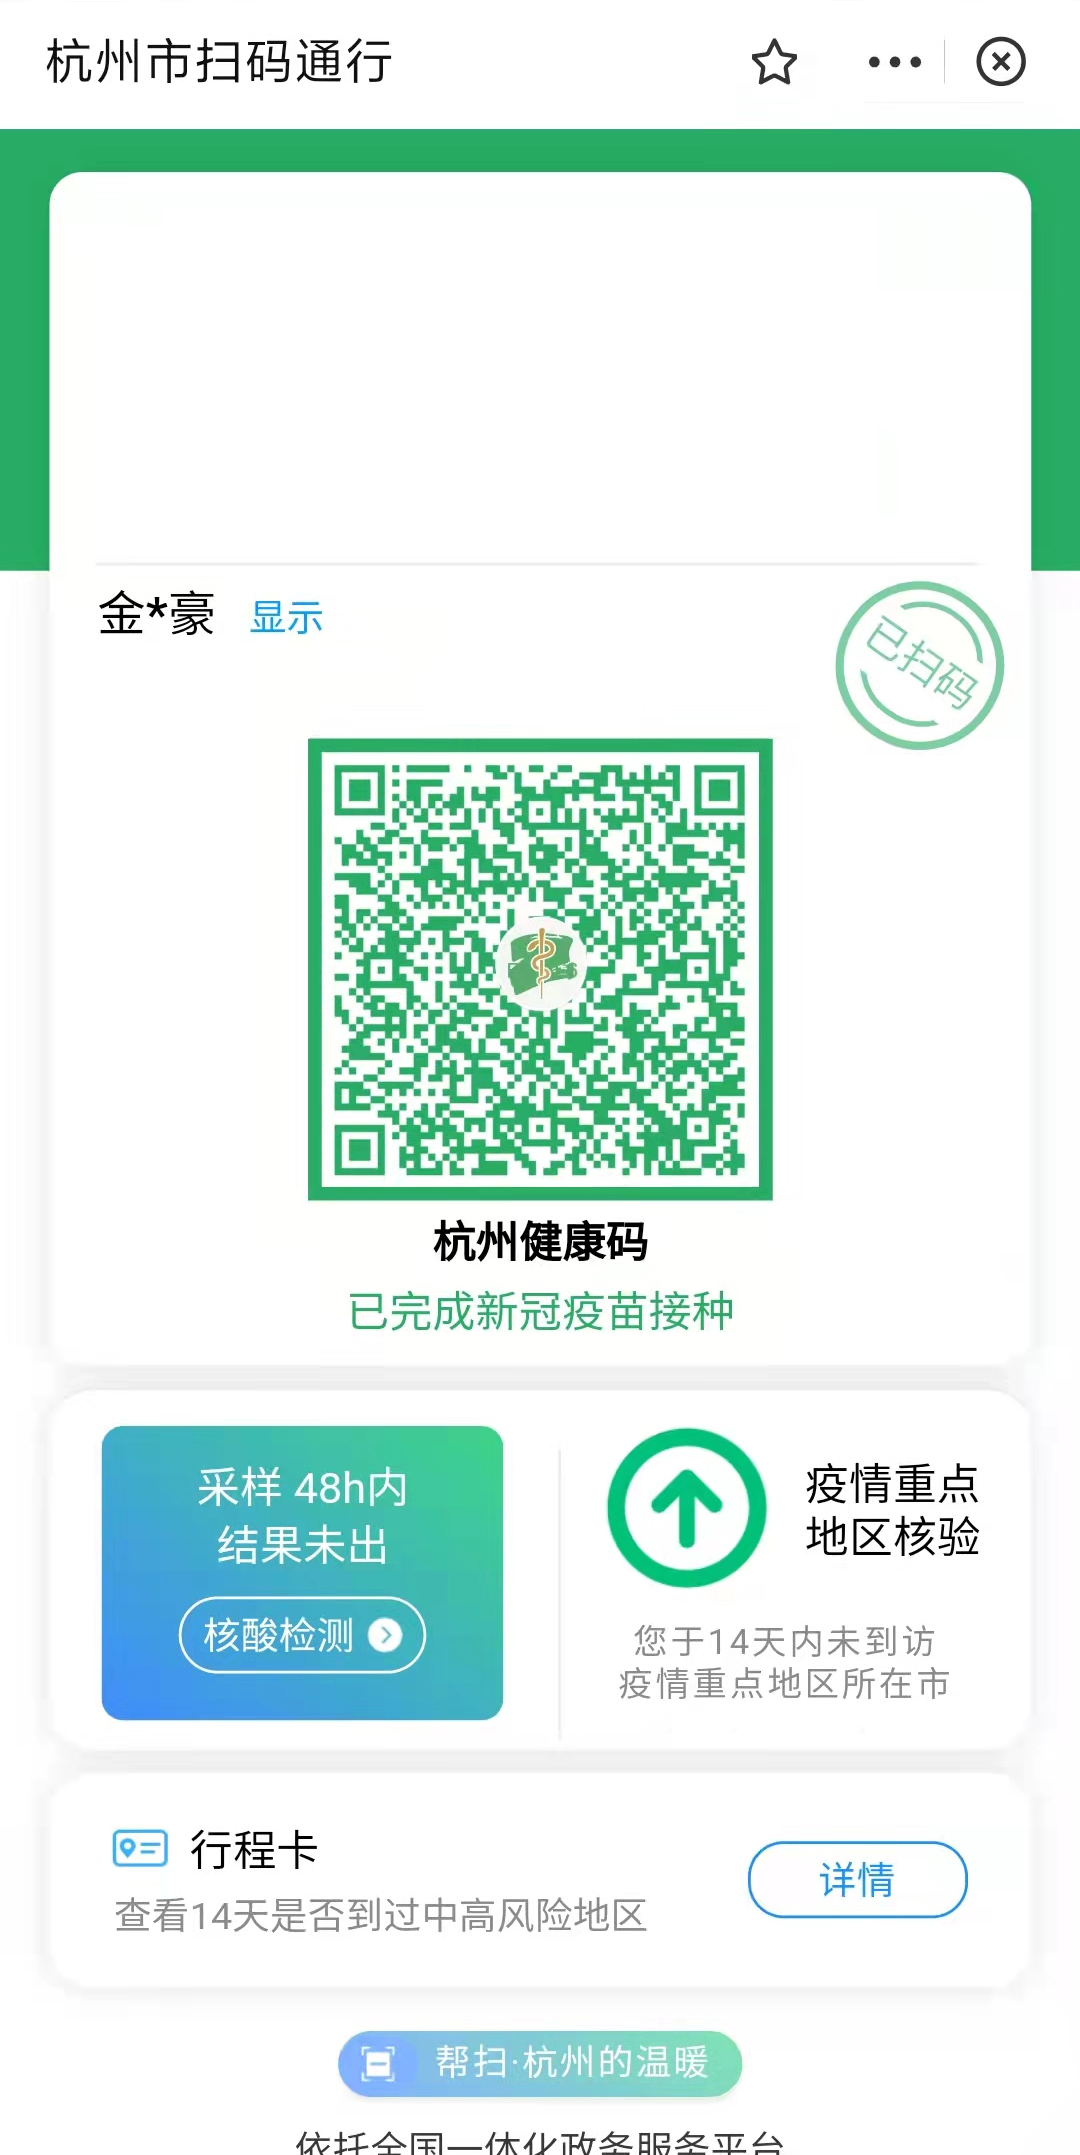 杭州市扫码通行
金*豪 显示
已扫码
杭州健康码
已完成新冠疫苗接种
采样 48h内
结果未出
核酸检测
疫情重点
地区核验
您于14天内未到访
疫情重点地区所在市
行程卡
查看14天是否到过中高风险地区
详情
帮扫·杭州的温暖
依托全国一体化政务服务平台